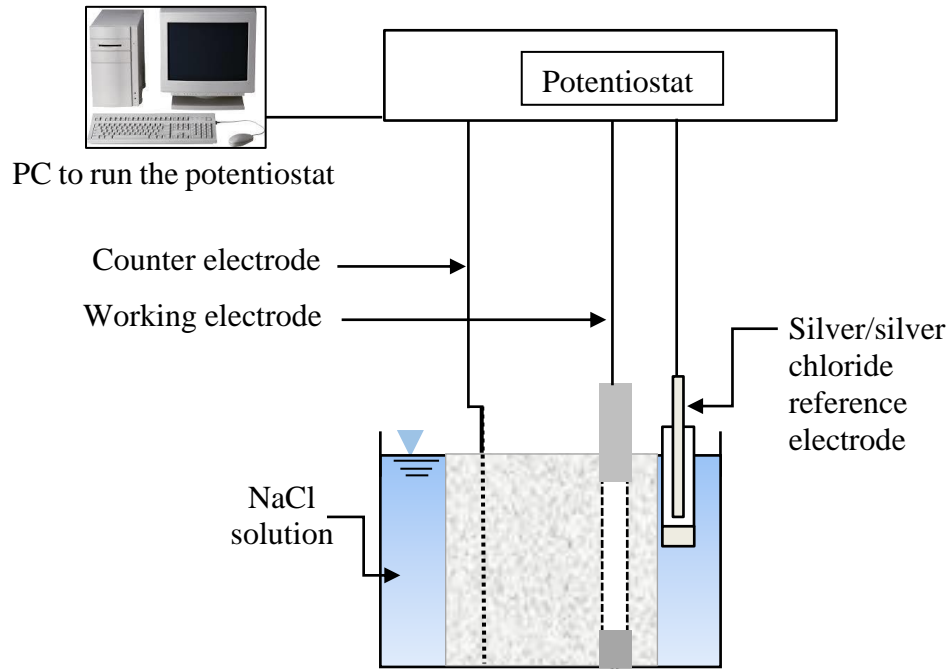 Potentiostat
PC to run the potentiostat
Counter electrode
Working electrode
Silver/silver
chloride
reference
electrode
NaCl
solution